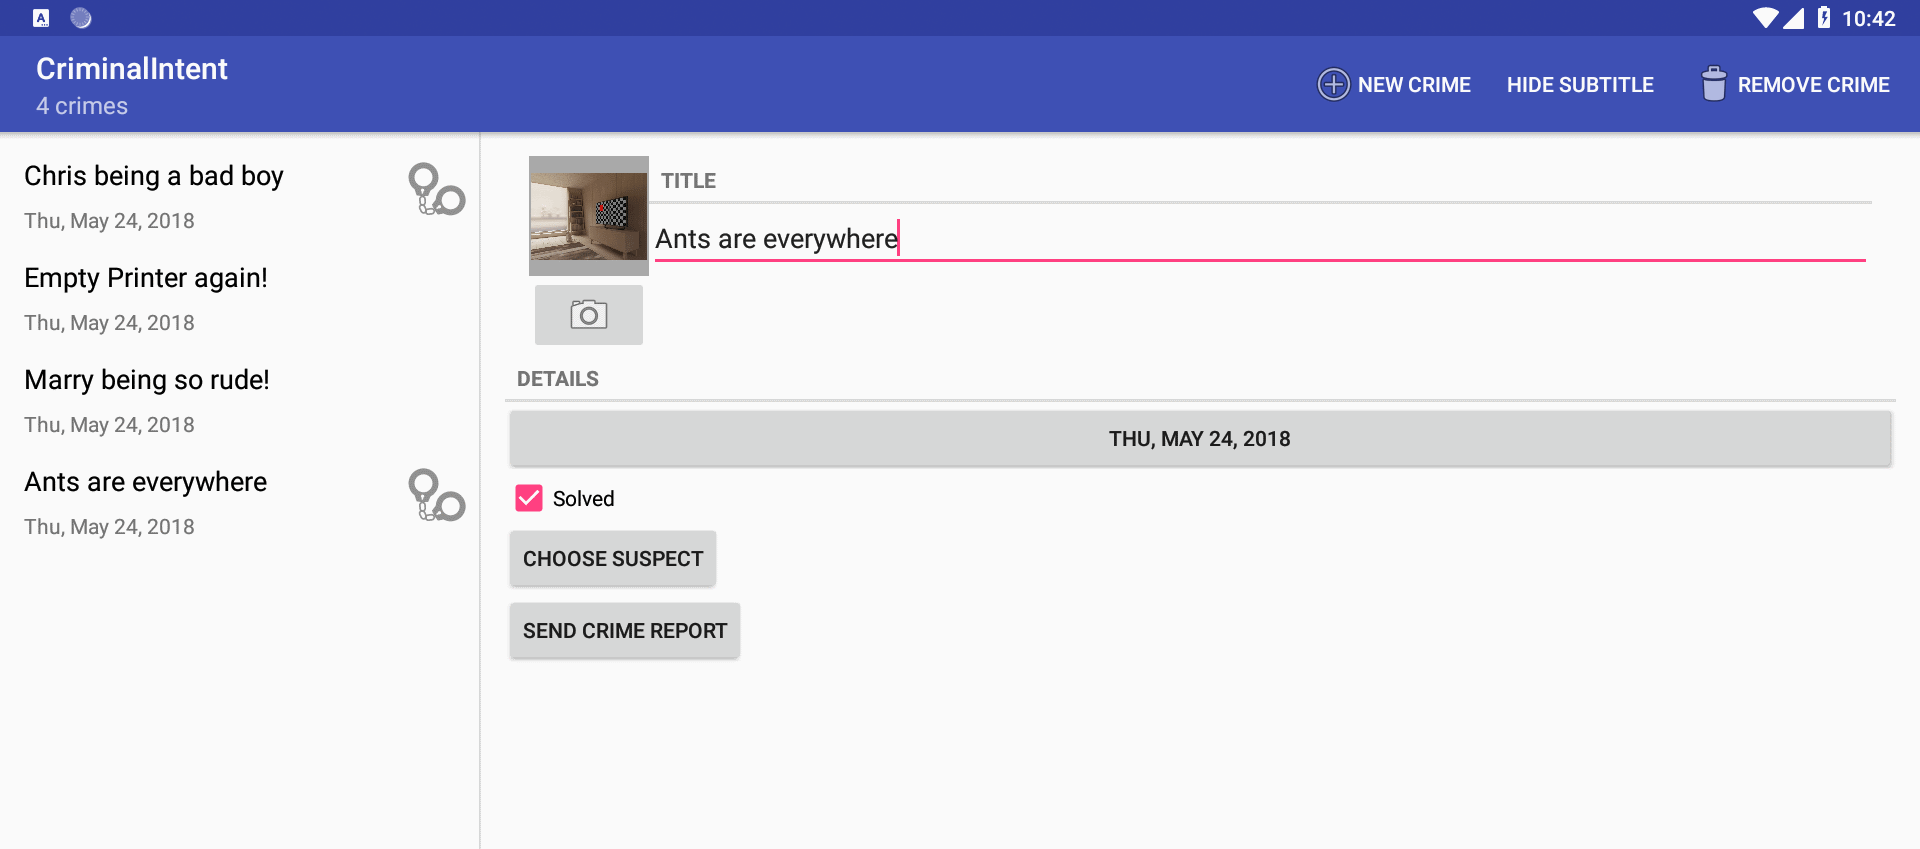 A
10:42
CriminalIntent
4 crimes
NEW CRIME
HIDE SUBTITLE
REMOVE CRIME
Chris being a bad boy
Thu, May 24, 2018
Empty Printer again!
Thu, May 24, 2018
Marry being so rude!
Thu, May 24, 2018
Ants are everywhere
Thu, May 24, 2018
TITLE
Ants are everywhere
DETAILS
THU, MAY 24, 2018
Solved
CHOOSE SUSPECT
SEND CRIME REPORT